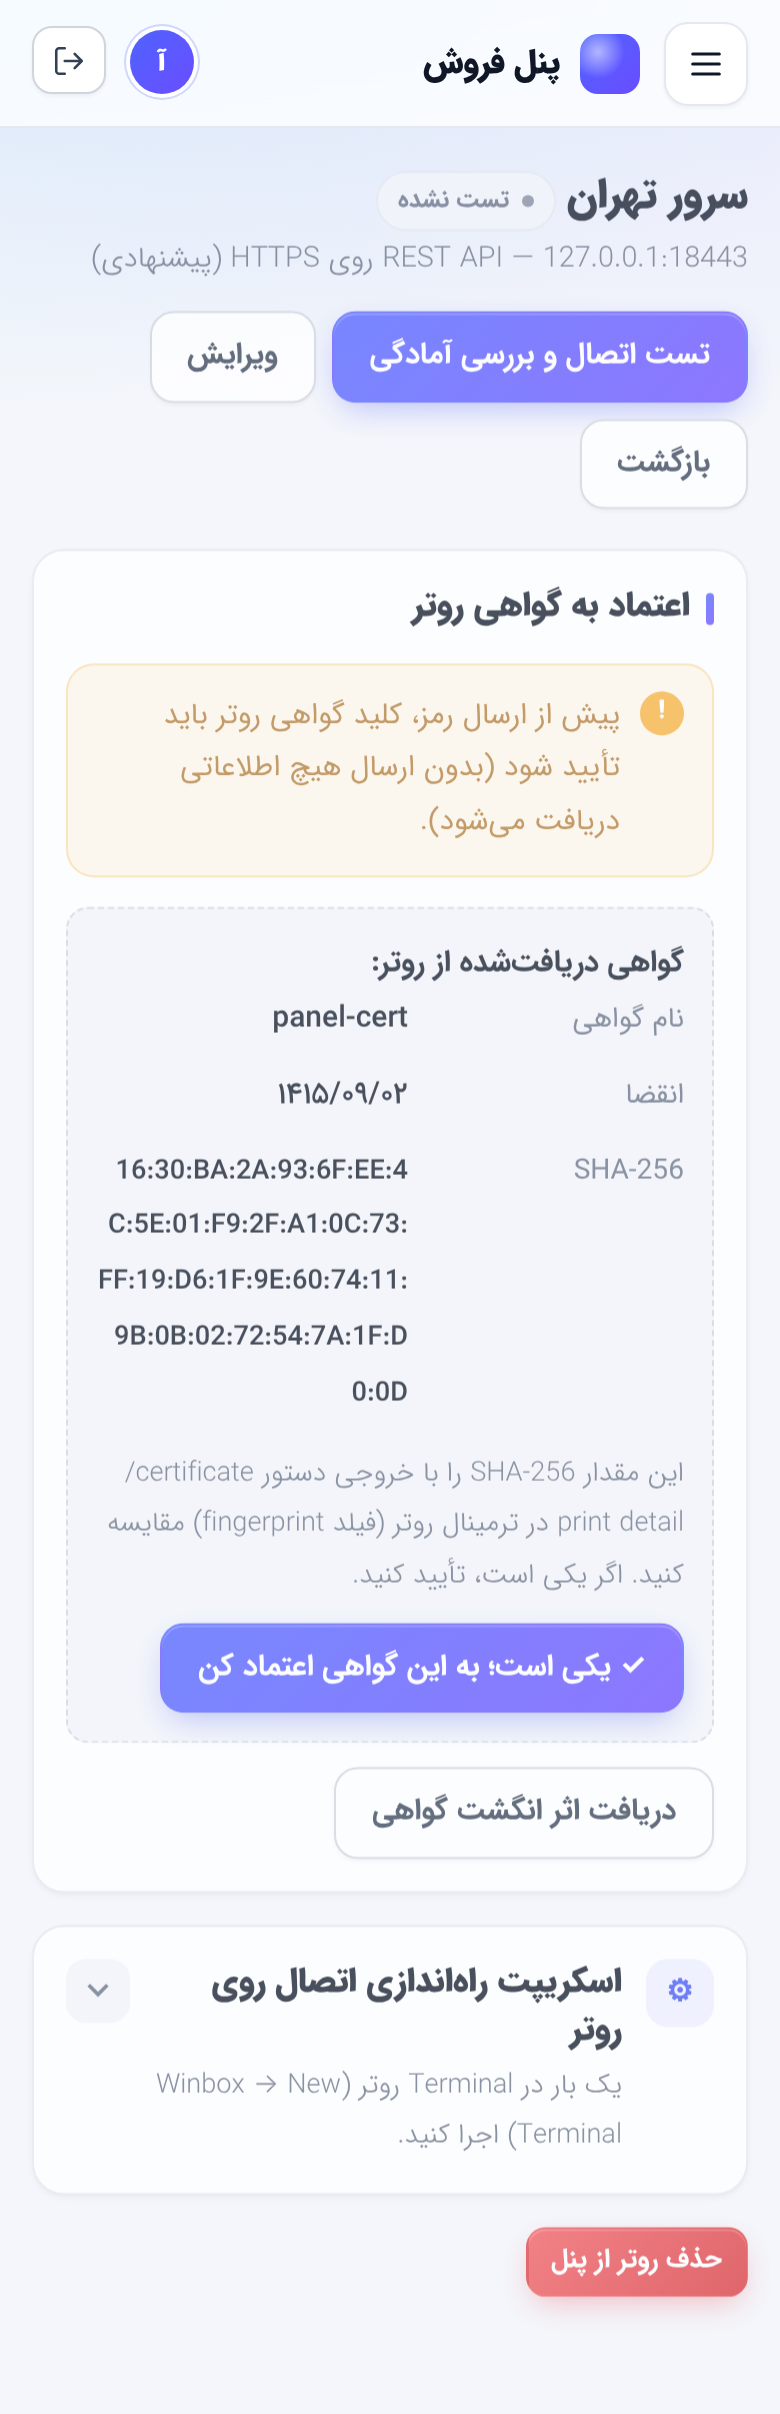 پنل فروش
آ
سرور تهران
تست نشده
REST API — 127.0.0.1:18443 روی HTTPS (پیشنهادی)
تست اتصال و بررسی آمادگی
ویرایش
بازگشت
اعتماد به گواهی روتر
!
پیش از ارسال رمز، کلید گواهی روتر باید
تأیید شود (بدون ارسال هیچ اطلاعاتی
دریافت می‌شود).
گواهی دریافت‌شده از روتر:
نام گواهی
panel-cert
انقضا
۱۴۱۵/۰۹/۰۲
SHA-256
16:30:BA:2A:93:6F:EE:4
C:5E:01:F9:2F:A1:0C:73:
FF:19:D6:1F:9E:60:74:11:
9B:0B:02:72:54:7A:1F:D
0:0D
این مقدار SHA-256 را با خروجی دستور /certificate
print detail در ترمینال روتر (فیلد fingerprint) مقایسه
کنید. اگر یکی است، تأیید کنید.
✓ یکی است؛ به این گواهی اعتماد کن
دریافت اثر انگشت گواهی
اسکریپت راه‌اندازی اتصال روی
روتر
یک بار در Terminal روتر (Winbox → New
Terminal) اجرا کنید.
حذف روتر از پنل